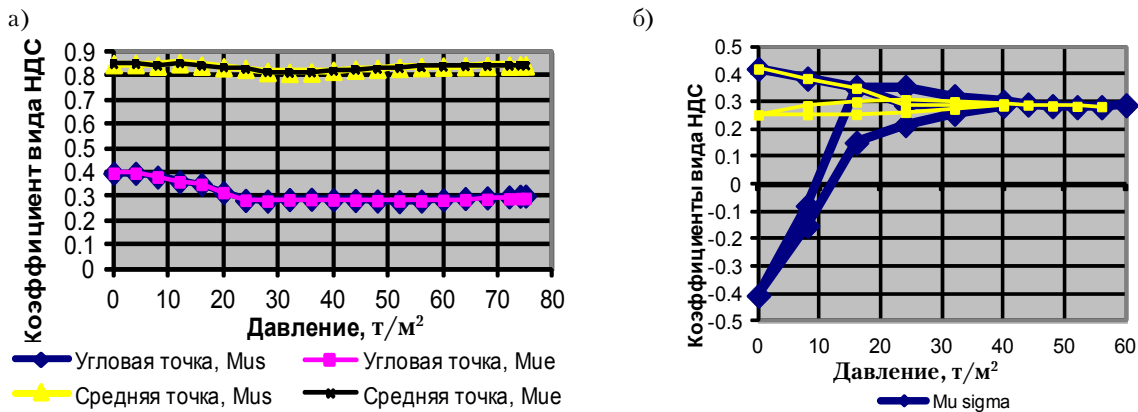 а)
Коэффициент вида НДС
0.9
0.8
0.7
0.6
0.5
0.4
0.3
0.2
0.1
0
0 10 20 30 40 50 60 70 80
Давление, т/м²
Угловая точка, Mus
Угловая точка, Mue
Средняя точка, Mus
Средняя точка, Mue
б)
Коэффициенты вида НДС
0.5
0.4
0.3
0.2
0.1
0
-0.1
-0.2
-0.3
-0.4
-0.5
0 10 20 30 40 50 60
Давление, т/м²
Mu sigma